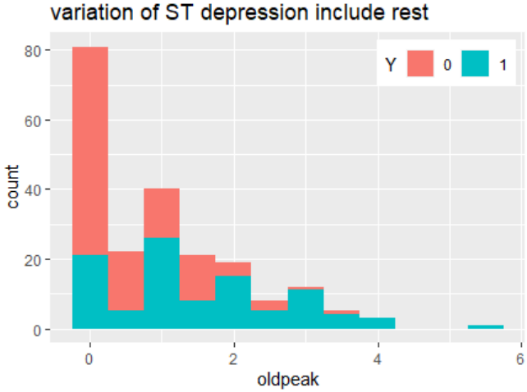 variation of ST depression include rest
Y 0 1
80
60
40
20
0
count
0 2 4 6
oldpeak